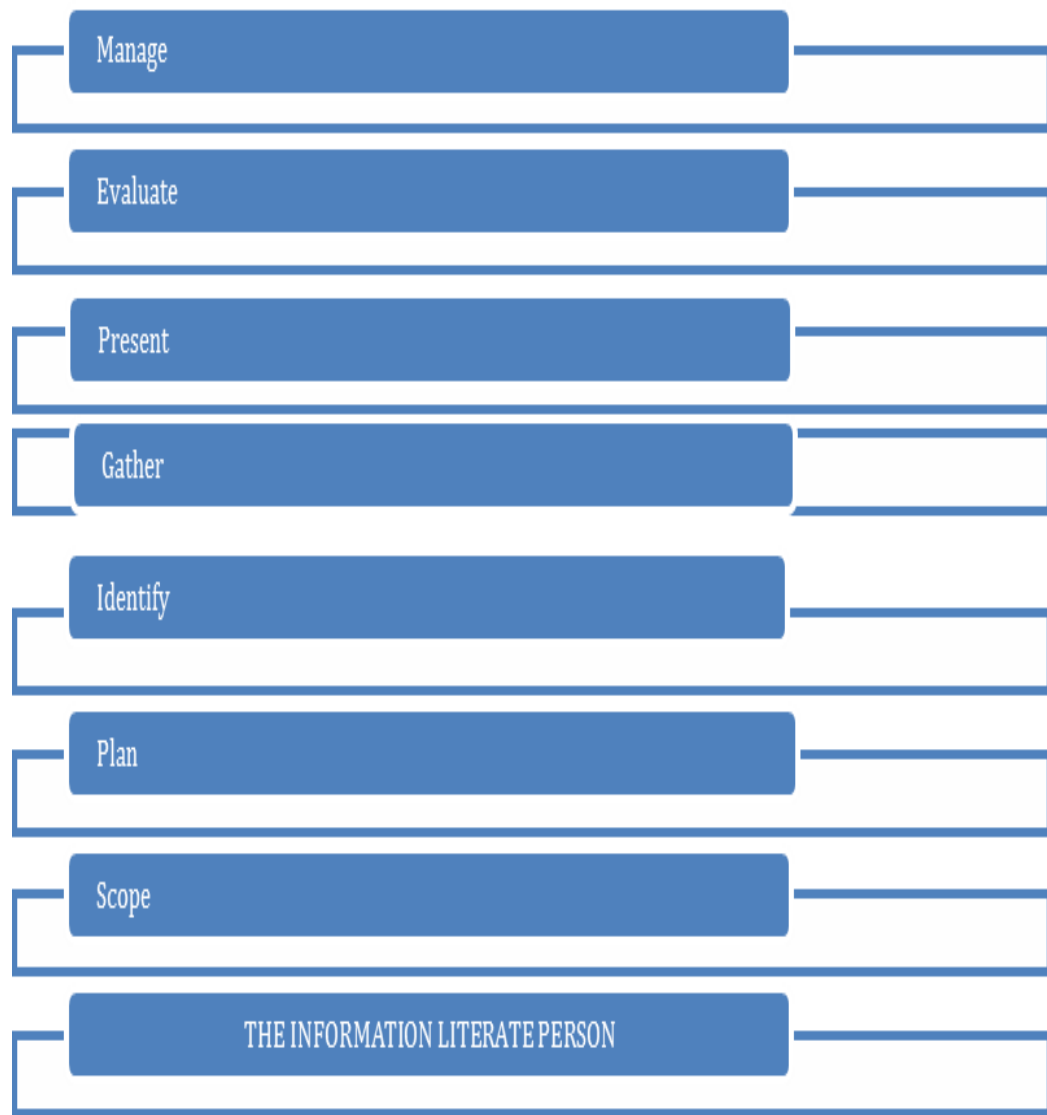 Manage
Evaluate
Present
Gather
Identify
Plan
Scope
THE INFORMATION LITERATE PERSON